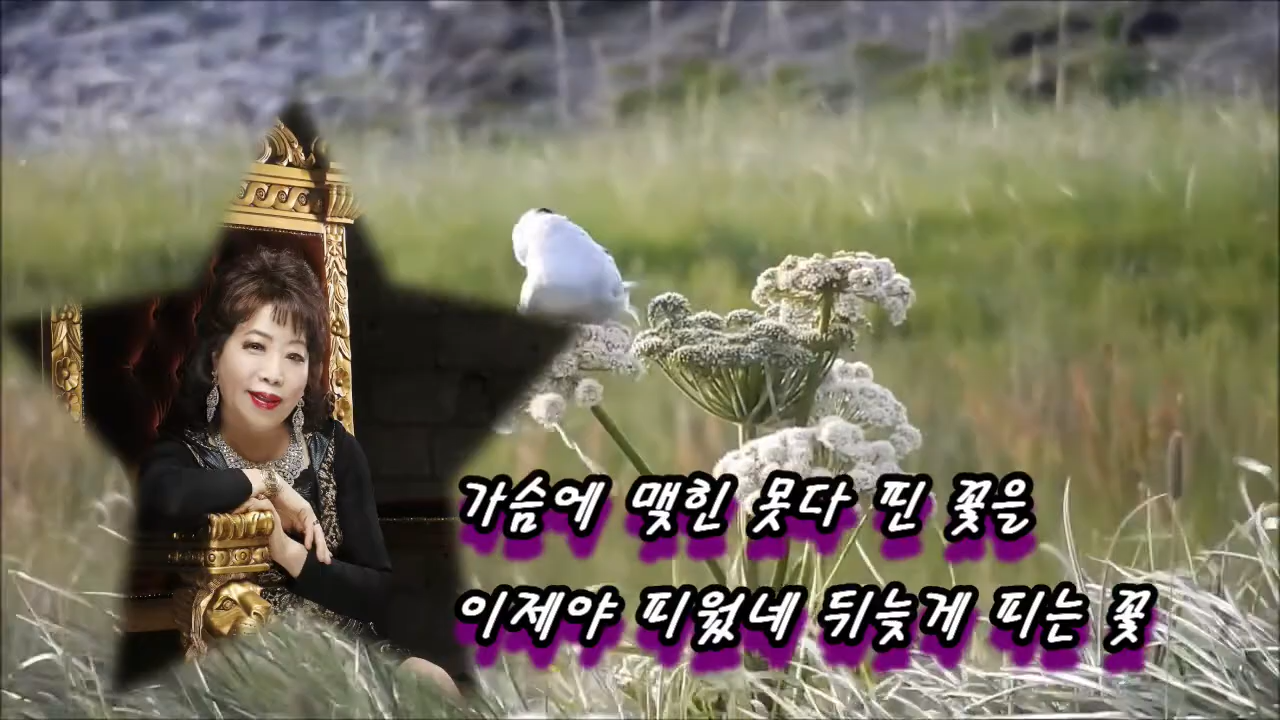 가슴에 맺힌 못다 핀 꽃을
이제야 피웠네 뒤늦게 피는 꽃